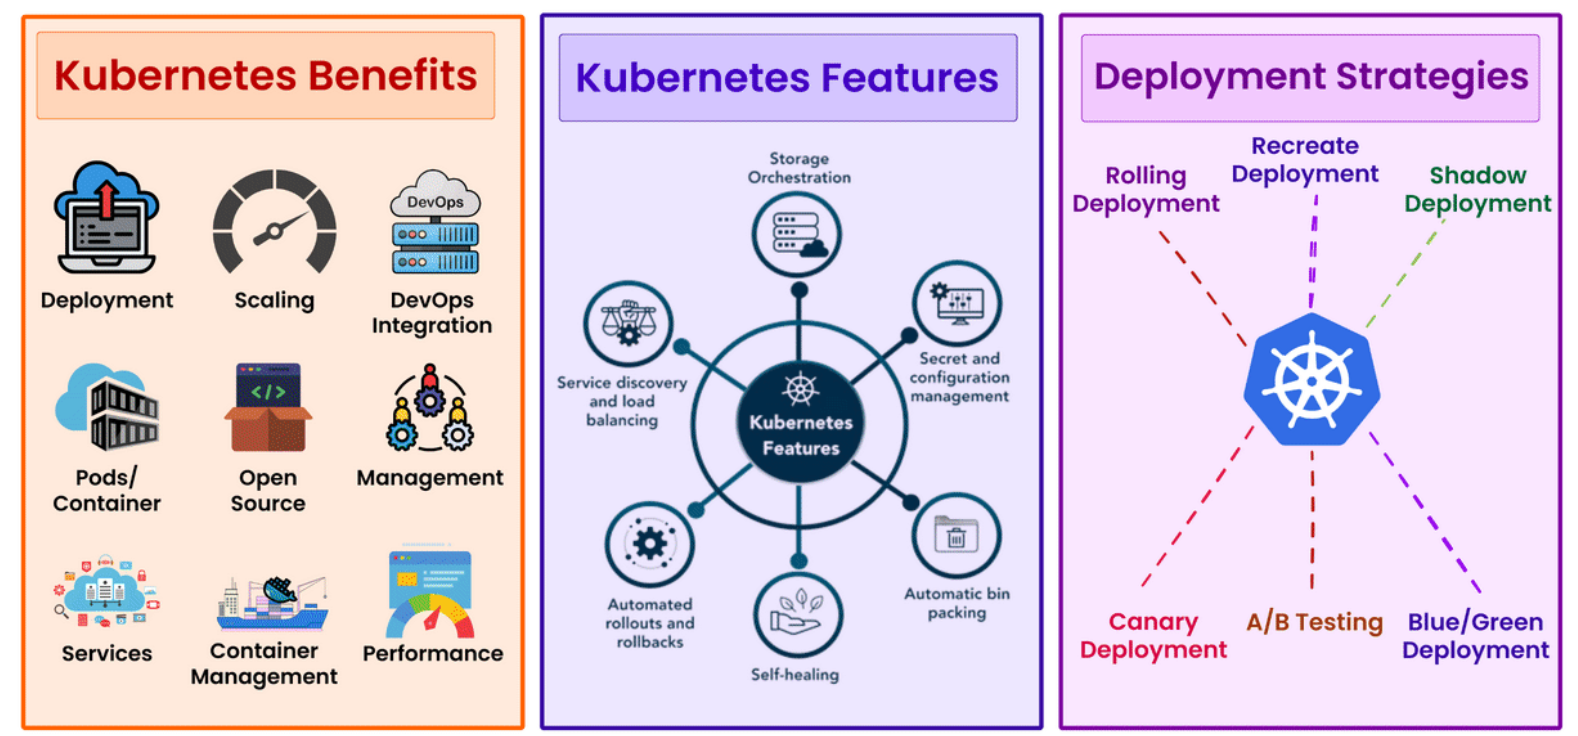 Kubernetes Benefits
Deployment
Scaling
DevOps
DevOps
Integration
Pods/
Container
</>
Open
Source
Management
Services
Container
Management
Performance
Kubernetes Features
Storage
Orchestration
Secret and
configuration
management
Service discovery
and load
balancing
Kubernetes
Features
Automated
rollouts and
rollbacks
Automatic bin
packing
Self-healing
Deployment Strategies
Rolling
Deployment
Recreate
Deployment
Shadow
Deployment
Canary
Deployment
A/B Testing
Blue/Green
Deployment